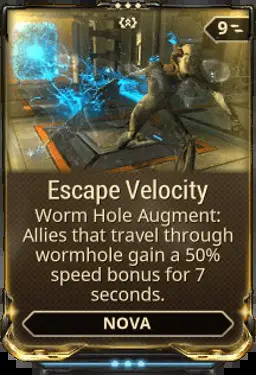 9
Escape Velocity
Worm Hole Augment:
Allies that travel through
wormhole gain a 50%
speed bonus for 7
seconds.
NOVA